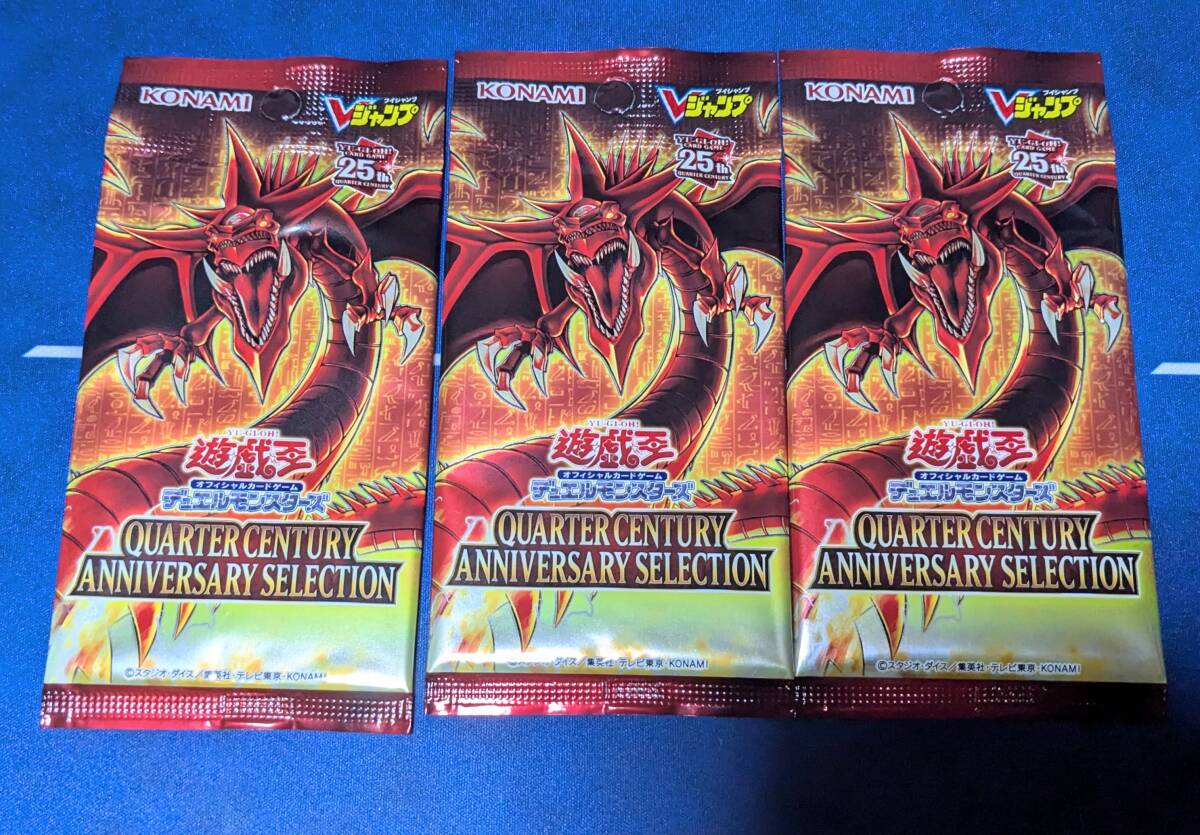 KONAMI
ブイジャンプ
Vジャンプ
YU-GI-OH!
CARD GAME
25th
QUARTER CENTURY
YU-GI-OH!
遊戯王
オフィシャルカードゲーム
デュエルモンスターズ
QUARTER CENTURY
ANNIVERSARY SELECTION
©スタジオ・ダイス/集英社・テレビ東京・KONAMI
KONAMI
ブイジャンプ
Vジャンプ
YU-GI-OH!
CARD GAME
25th
QUARTER CENTURY
YU-GI-OH!
遊戯王
オフィシャルカードゲーム
デュエルモンスターズ
QUARTER CENTURY
ANNIVERSARY SELECTION
©スタジオ・ダイス/集英社・テレビ東京・KONAMI
KONAMI
ブイジャンプ
Vジャンプ
YU-GI-OH!
CARD GAME
25th
QUARTER CENTURY
YU-GI-OH!
遊戯王
オフィシャルカードゲーム
デュエルモンスターズ
QUARTER CENTURY
ANNIVERSARY SELECTION
©スタジオ・ダイス/集英社・テレビ東京・KONAMI